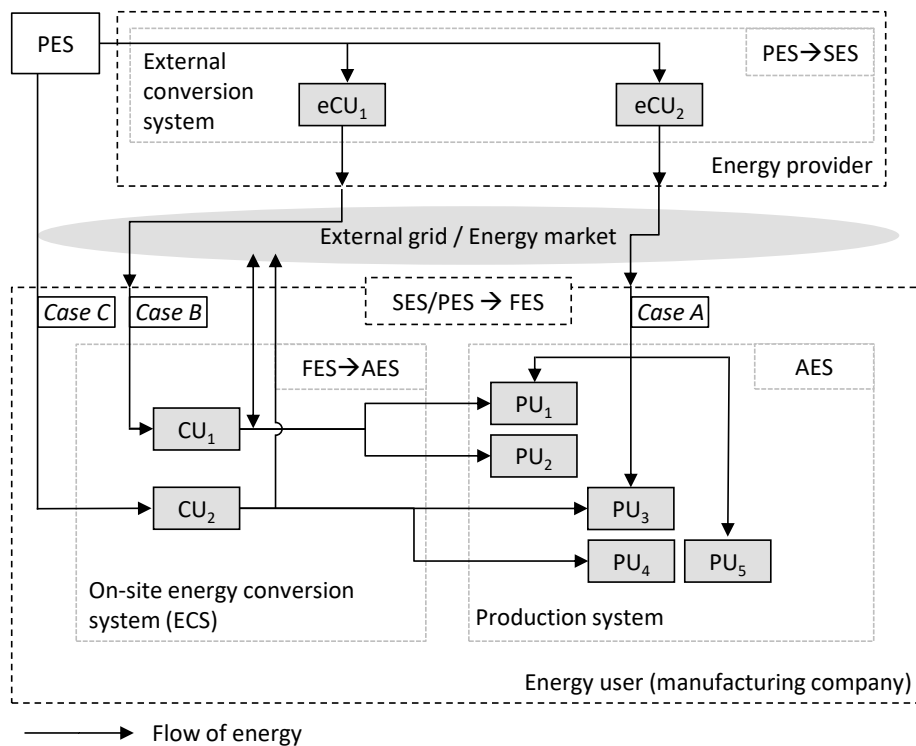 PES
External
conversion
system
PES→SES
eCU₁
eCU₂
Energy provider
External grid / Energy market
SES/PES → FES
Case C
Case B
Case A
FES→AES
AES
PU₁
CU₁
PU₂
CU₂
PU₃
PU₄
PU₅
On-site energy conversion
system (ECS)
Production system
Energy user (manufacturing company)
Flow of energy